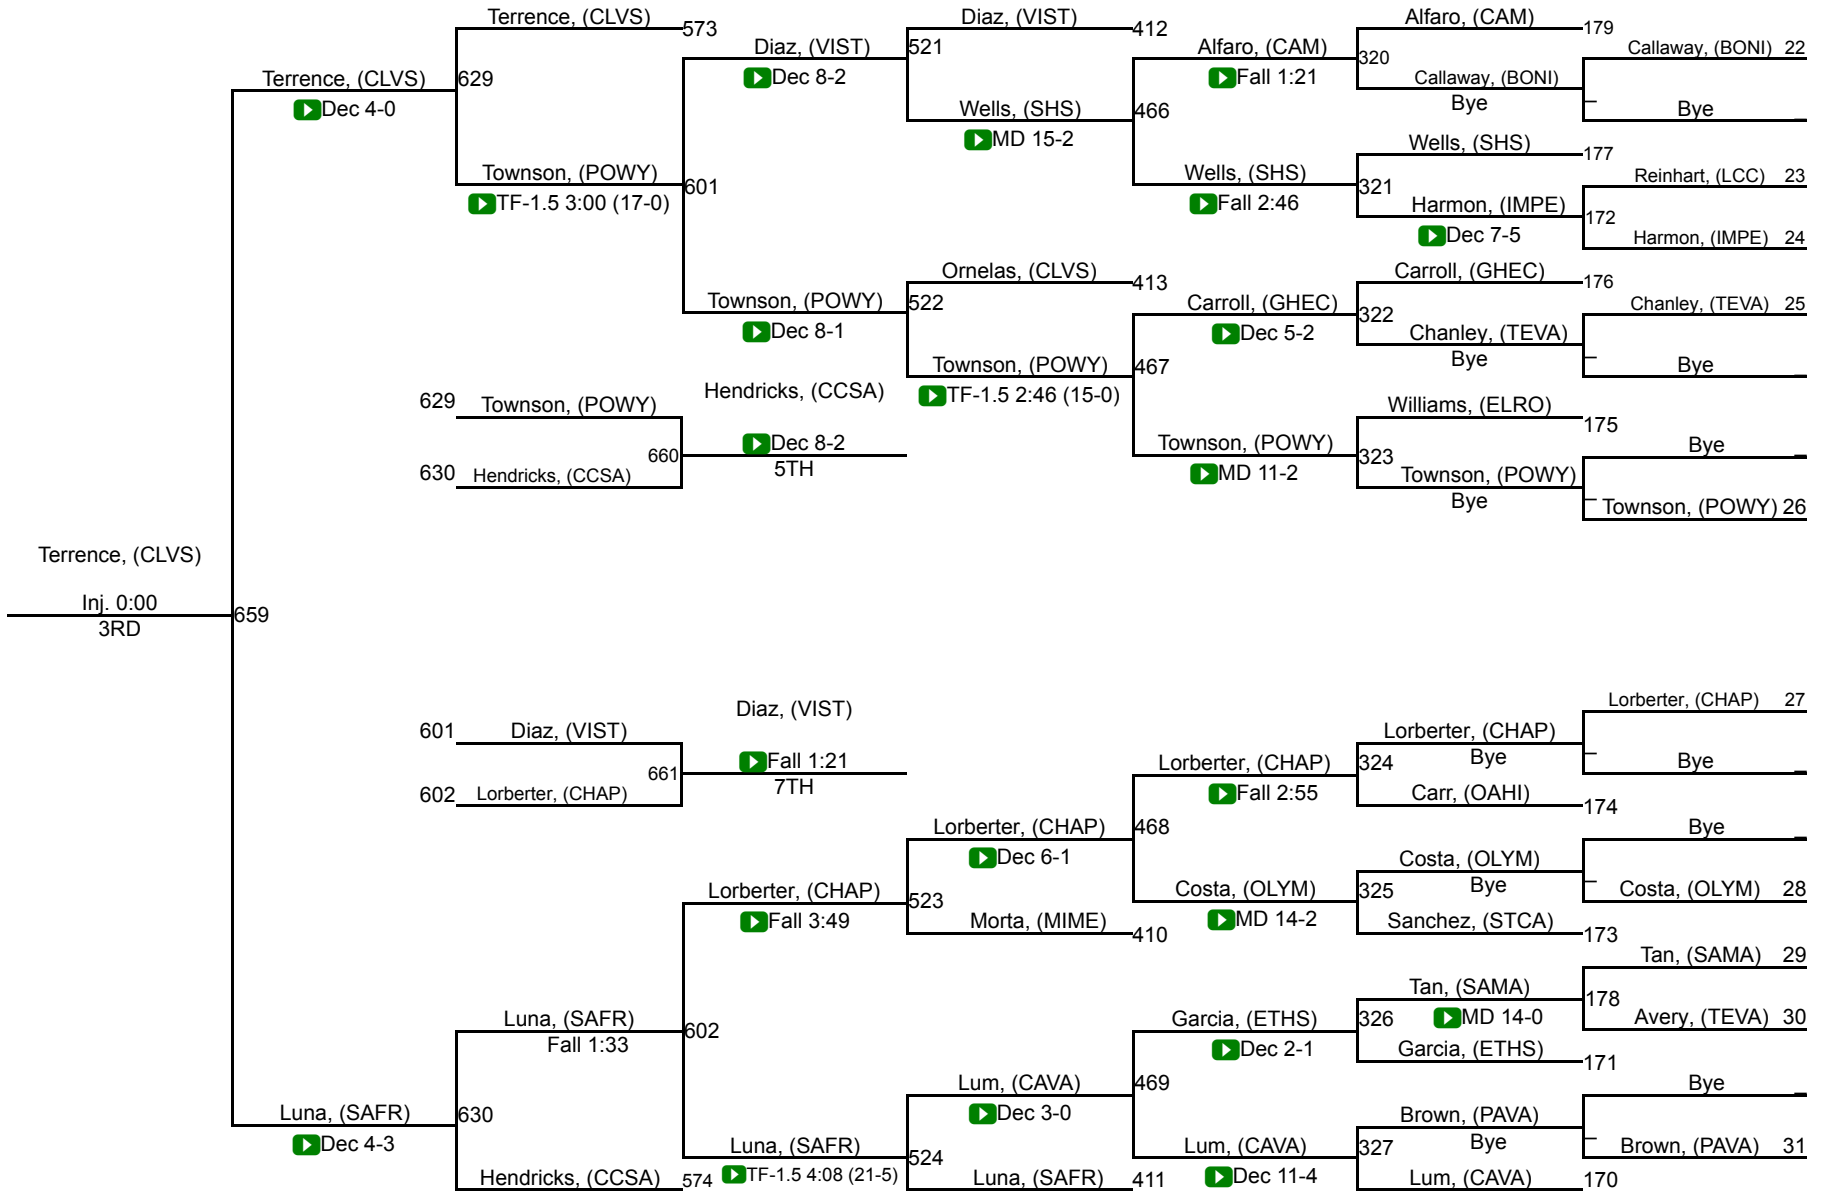 Terrence, (CLVS)
573
Diaz, (VIST)
412
Alfaro, (CAM)
179
Callaway, (BONI) 22
Diaz, (VIST)
521
Alfaro, (CAM)
320
Terrence, (CLVS)
629
Dec 8-2
Fall 1:21
Callaway, (BONI)
Bye
Bye
Dec 4-0
Wells, (SHS)
466
MD 15-2
Wells, (SHS)
177
Townson, (POWY)
601
Wells, (SHS)
321
Reinhart, (LCC) 23
TF-1.5 3:00 (17-0)
Fall 2:46
Harmon, (IMPE)
172
Dec 7-5
Harmon, (IMPE) 24
Ornelas, (CLVS)
413
Carroll, (GHEC)
176
Townson, (POWY)
522
Carroll, (GHEC)
322
Chanley, (TEVA) 25
Dec 8-1
Dec 5-2
Chanley, (TEVA)
Bye
Townson, (POWY)
467
Bye
Hendricks, (CCSA)
TF-1.5 2:46 (15-0)
629
Townson, (POWY)
Williams, (ELRO)
175
Dec 8-2
Townson, (POWY)
323
Bye
660
5TH
MD 11-2
630
Hendricks, (CCSA)
Townson, (POWY)
Bye
Townson, (POWY) 26
Terrence, (CLVS)
Inj. 0:00
659
3RD
Lorberter, (CHAP) 27
Diaz, (VIST)
601
Diaz, (VIST)
Lorberter, (CHAP)
Bye
Fall 1:21
Lorberter, (CHAP)
324
Bye
661
7TH
602
Lorberter, (CHAP)
Fall 2:55
Carr, (OAHI)
174
Lorberter, (CHAP)
468
Bye
Dec 6-1
Costa, (OLYM)
Bye
Lorberter, (CHAP)
523
Costa, (OLYM)
325
Costa, (OLYM) 28
Fall 3:49
Morta, (MIME)
410
MD 14-2
Sanchez, (STCA)
173
Tan, (SAMA) 29
Tan, (SAMA)
178
Luna, (SAFR)
602
Garcia, (ETHS)
326
MD 14-0
Avery, (TEVA) 30
Fall 1:33
Dec 2-1
Garcia, (ETHS)
171
Lum, (CAVA)
469
Bye
Luna, (SAFR)
630
Dec 3-0
Brown, (PAVA)
Bye
Dec 4-3
Luna, (SAFR)
524
Lum, (CAVA)
327
Brown, (PAVA) 31
Hendricks, (CCSA)
574
TF-1.5 4:08 (21-5)
Luna, (SAFR)
411
Dec 11-4
Lum, (CAVA)
170